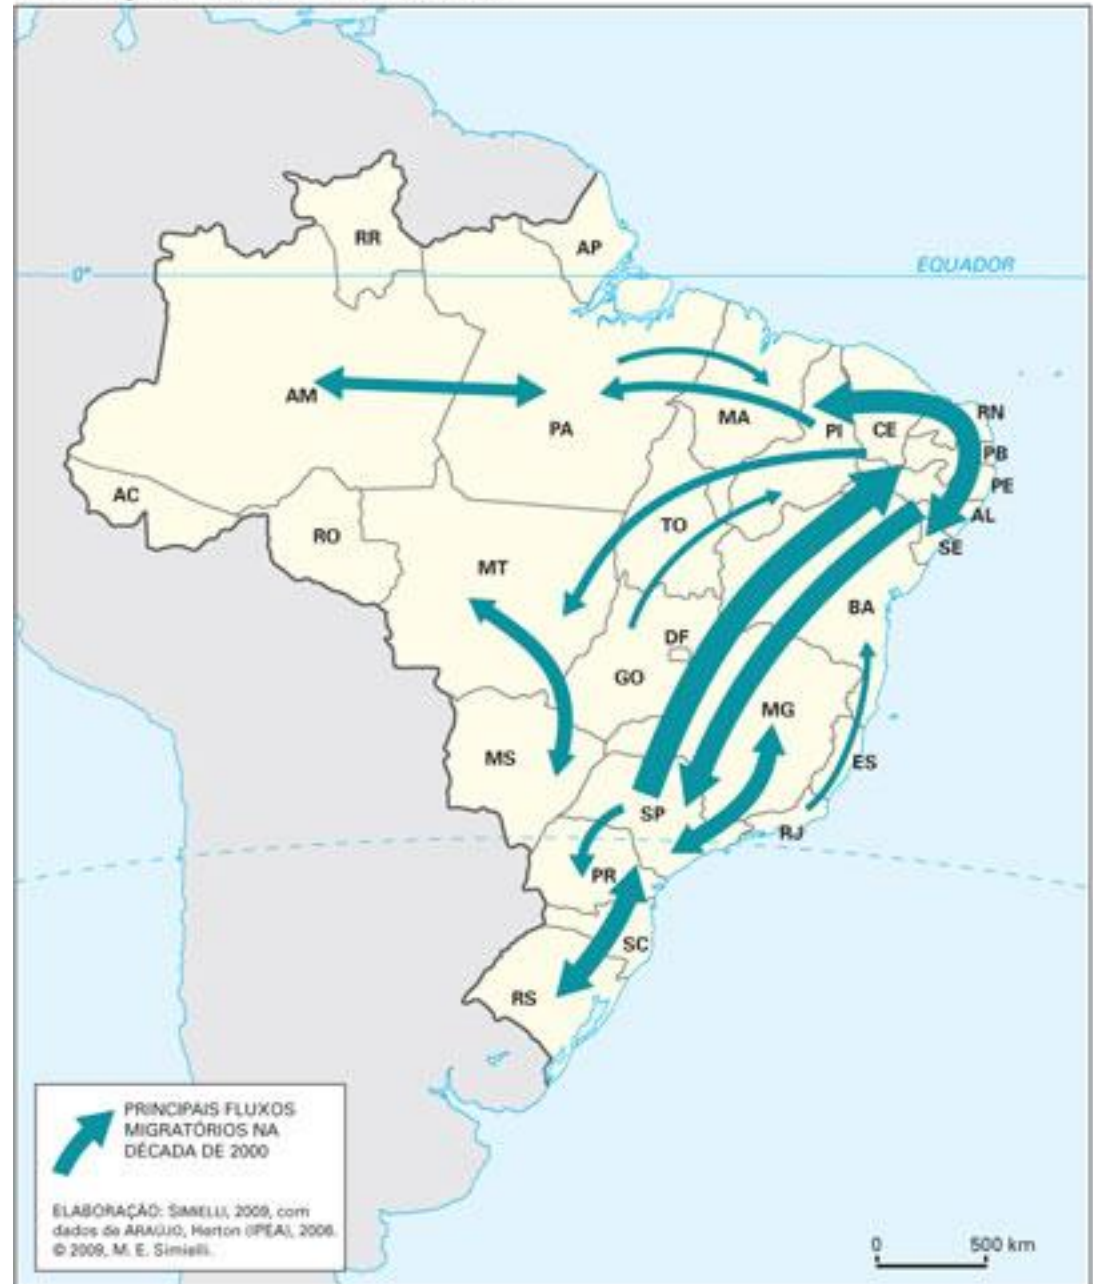 RR
AP
EQUADOR
0°
AM
PA
MA
PI
CE
RN
PB
PE
AL
SE
AC
RO
TO
MT
BA
DF
GO
MG
MS
ES
SP
RJ
PR
SC
RS
PRINCIPAIS FLUXOS
MIGRATÓRIOS NA
DÉCADA DE 2000
ELABORAÇÃO: SIMIELLI, 2009, com
dados de ARAÚJO, Herton (IPEA), 2006.
© 2009, M. E. Simielli.
0 500 km